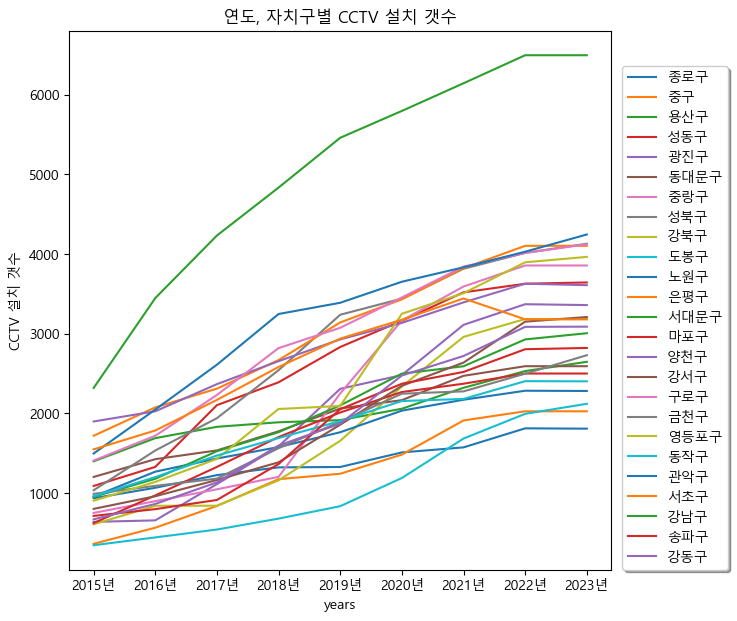 연도, 자치구별 CCTV 설치 갯수
CCTV 설치 갯수
6000
5000
4000
3000
2000
1000
2015년 2016년 2017년 2018년 2019년 2020년 2021년 2022년 2023년
years
종로구
중구
용산구
성동구
광진구
동대문구
중랑구
성북구
강북구
도봉구
노원구
은평구
서대문구
마포구
양천구
강서구
구로구
금천구
영등포구
동작구
관악구
서초구
강남구
송파구
강동구